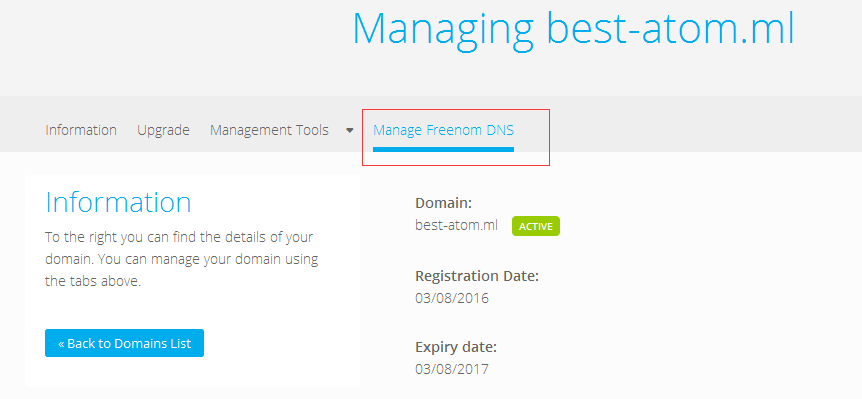 Managing best-atom.ml
Information Upgrade Management Tools Manage Freenom DNS
Information
To the right you can find the details of your
domain. You can manage your domain using
the tabs above.
« Back to Domains List
Domain:
best-atom.ml ACTIVE
Registration Date:
03/08/2016
Expiry date:
03/08/2017